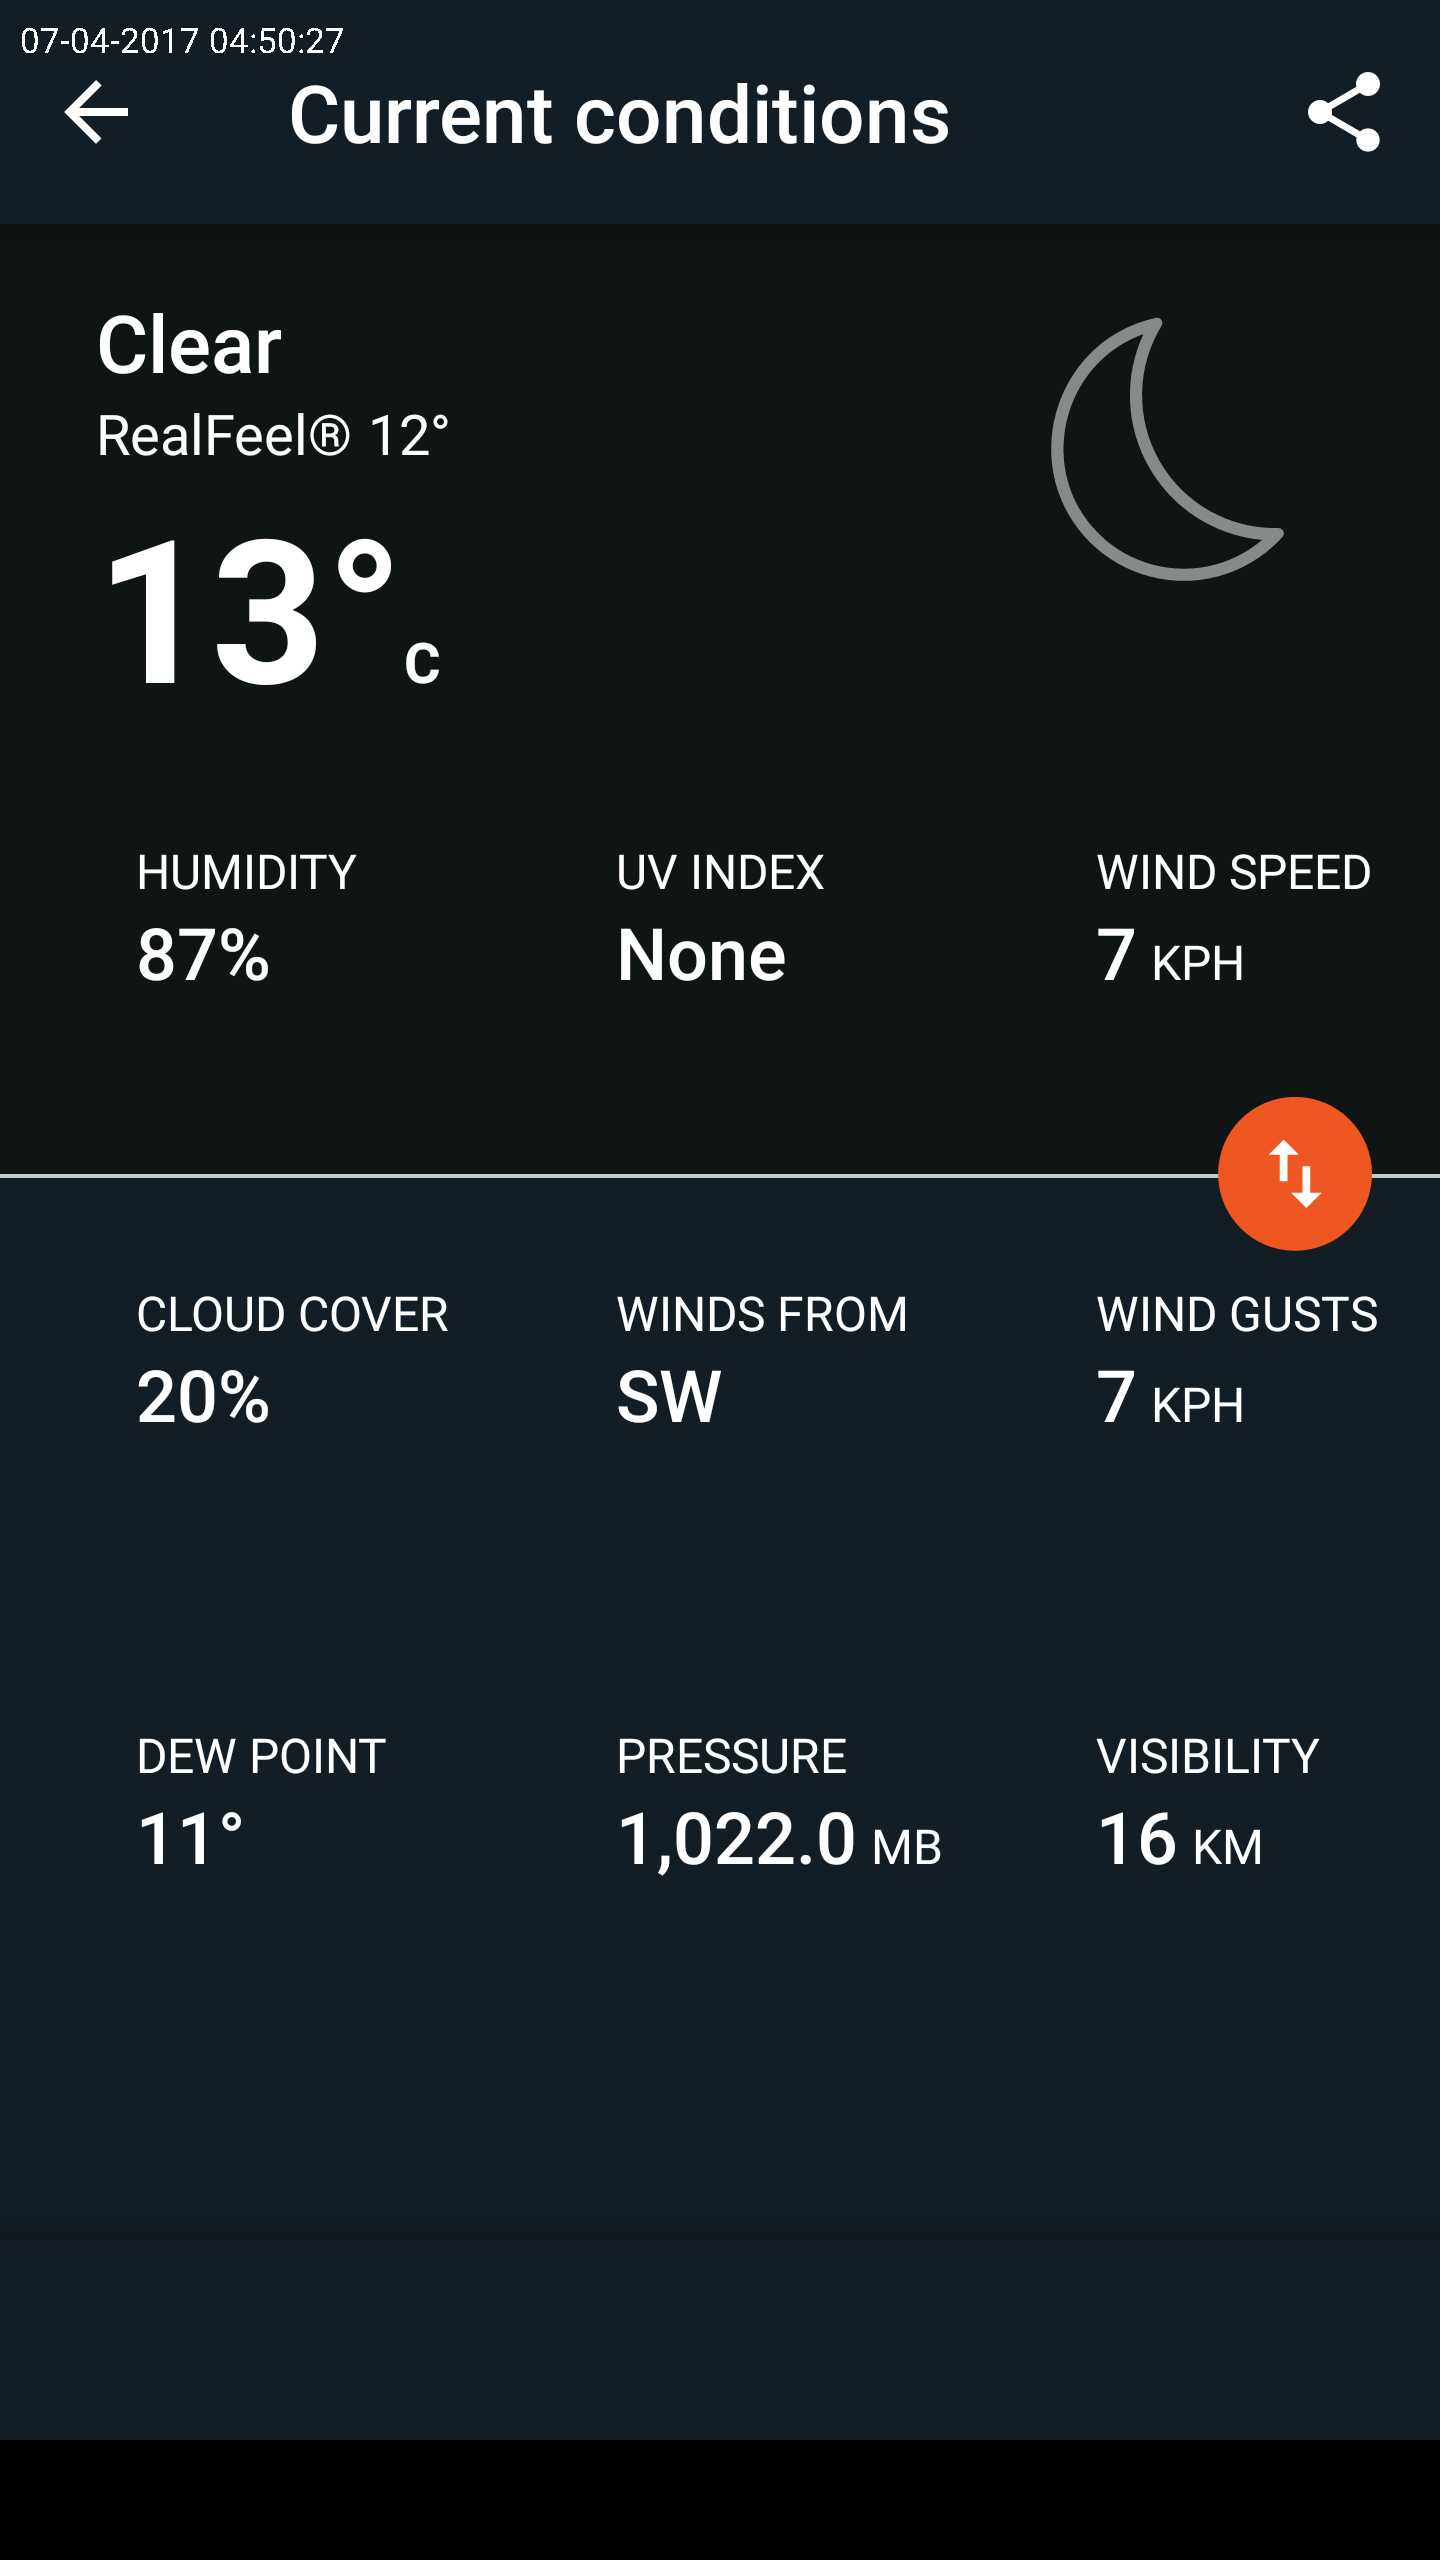 07-04-2017 04:50:27
Current conditions
Clear
RealFeel® 12°
13° C
HUMIDITY UV INDEX WIND SPEED
87% None 7 KPH
CLOUD COVER WINDS FROM WIND GUSTS
20% SW 7 KPH
DEW POINT PRESSURE VISIBILITY
11° 1,022.0 MB 16 KM